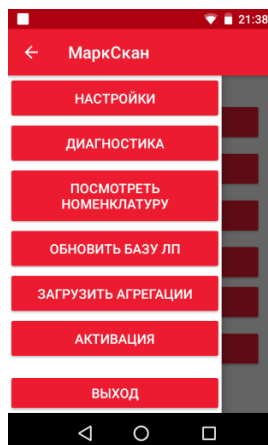 21:38
МаркСкан
НАСТРОЙКИ
ДИАГНОСТИКА
ПОСМОТРЕТЬ
НОМЕНКЛАТУРУ
ОБНОВИТЬ БАЗУ ЛП
ЗАГРУЗИТЬ АГРЕГАЦИИ
АКТИВАЦИЯ
ВЫХОД